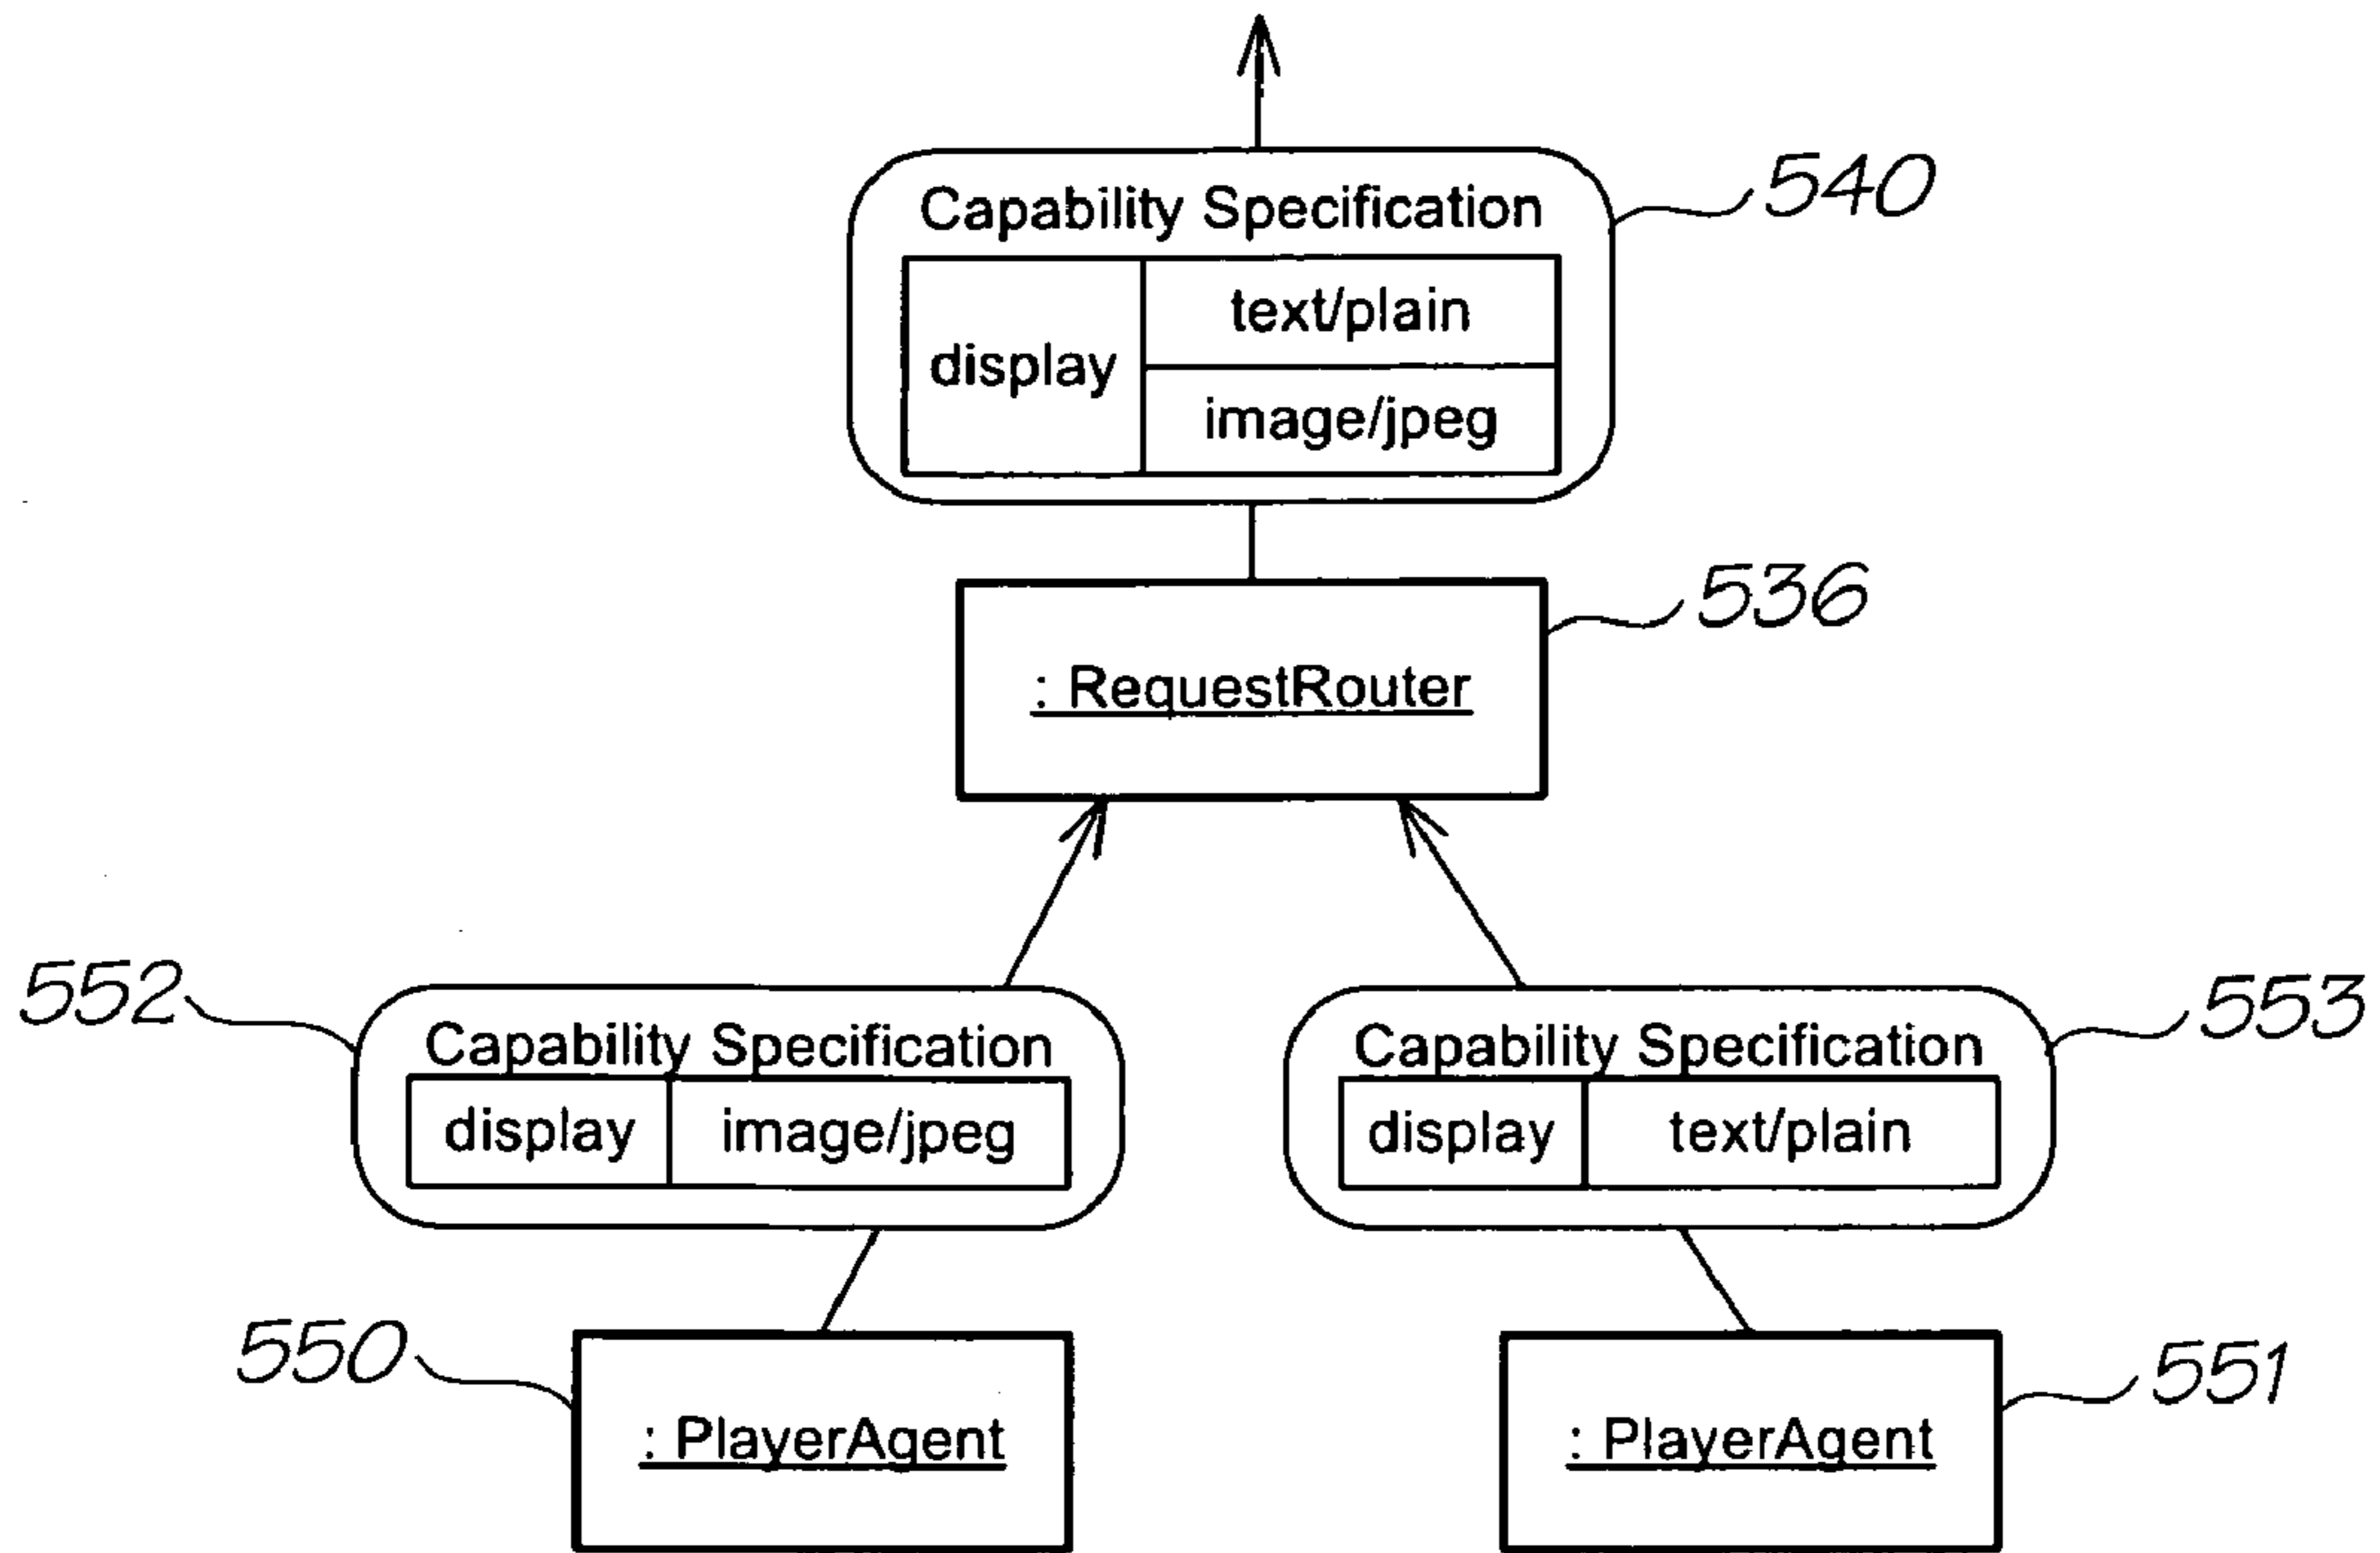 Capability Specification
540
text/plain
display
image/jpeg
536
: RequestRouter
552
553
Capability Specification
Capability Specification
display
image/jpeg
display
text/plain
550
551
: PlayerAgent
: PlayerAgent